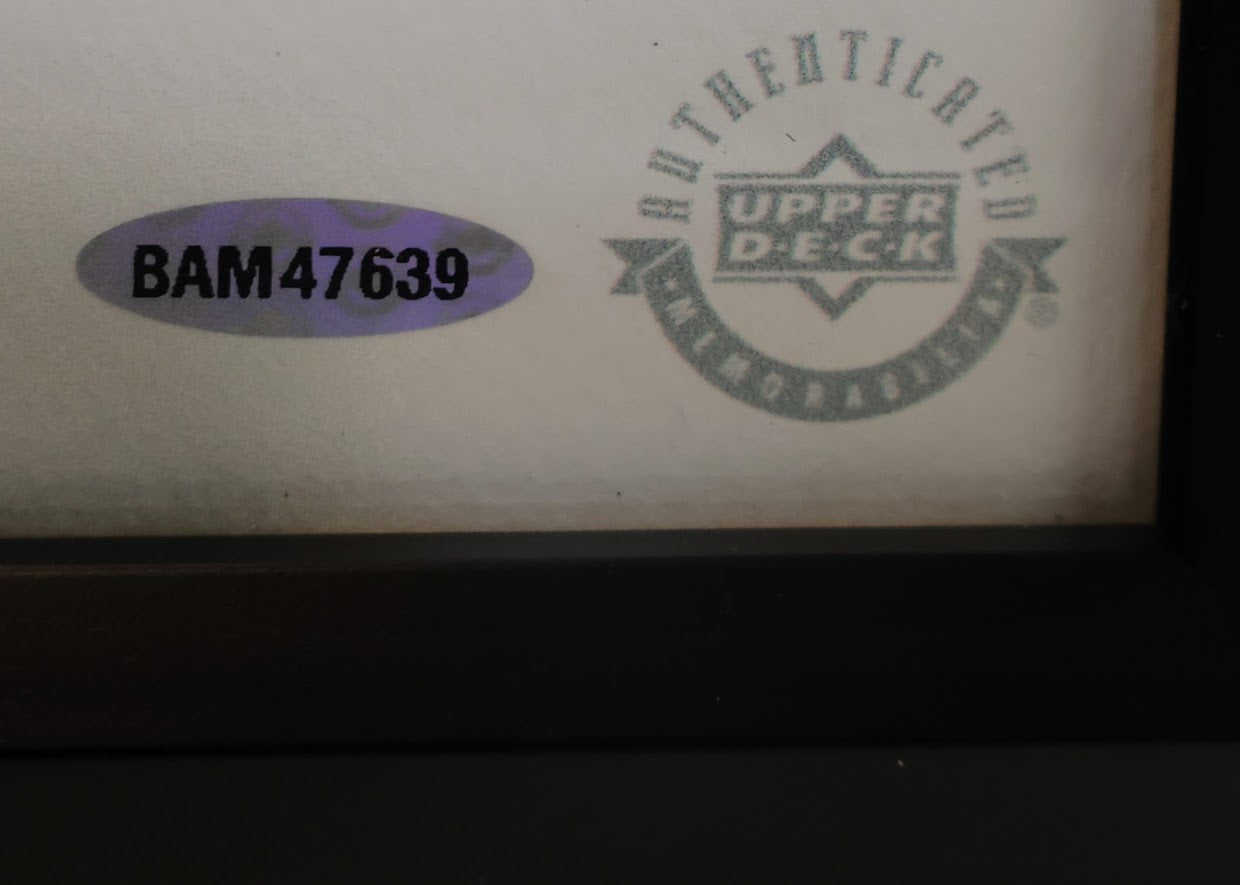 AUTHENTICATED
UPPER
D·E·C·K
BAM47639
·MEMORABILIA·
®